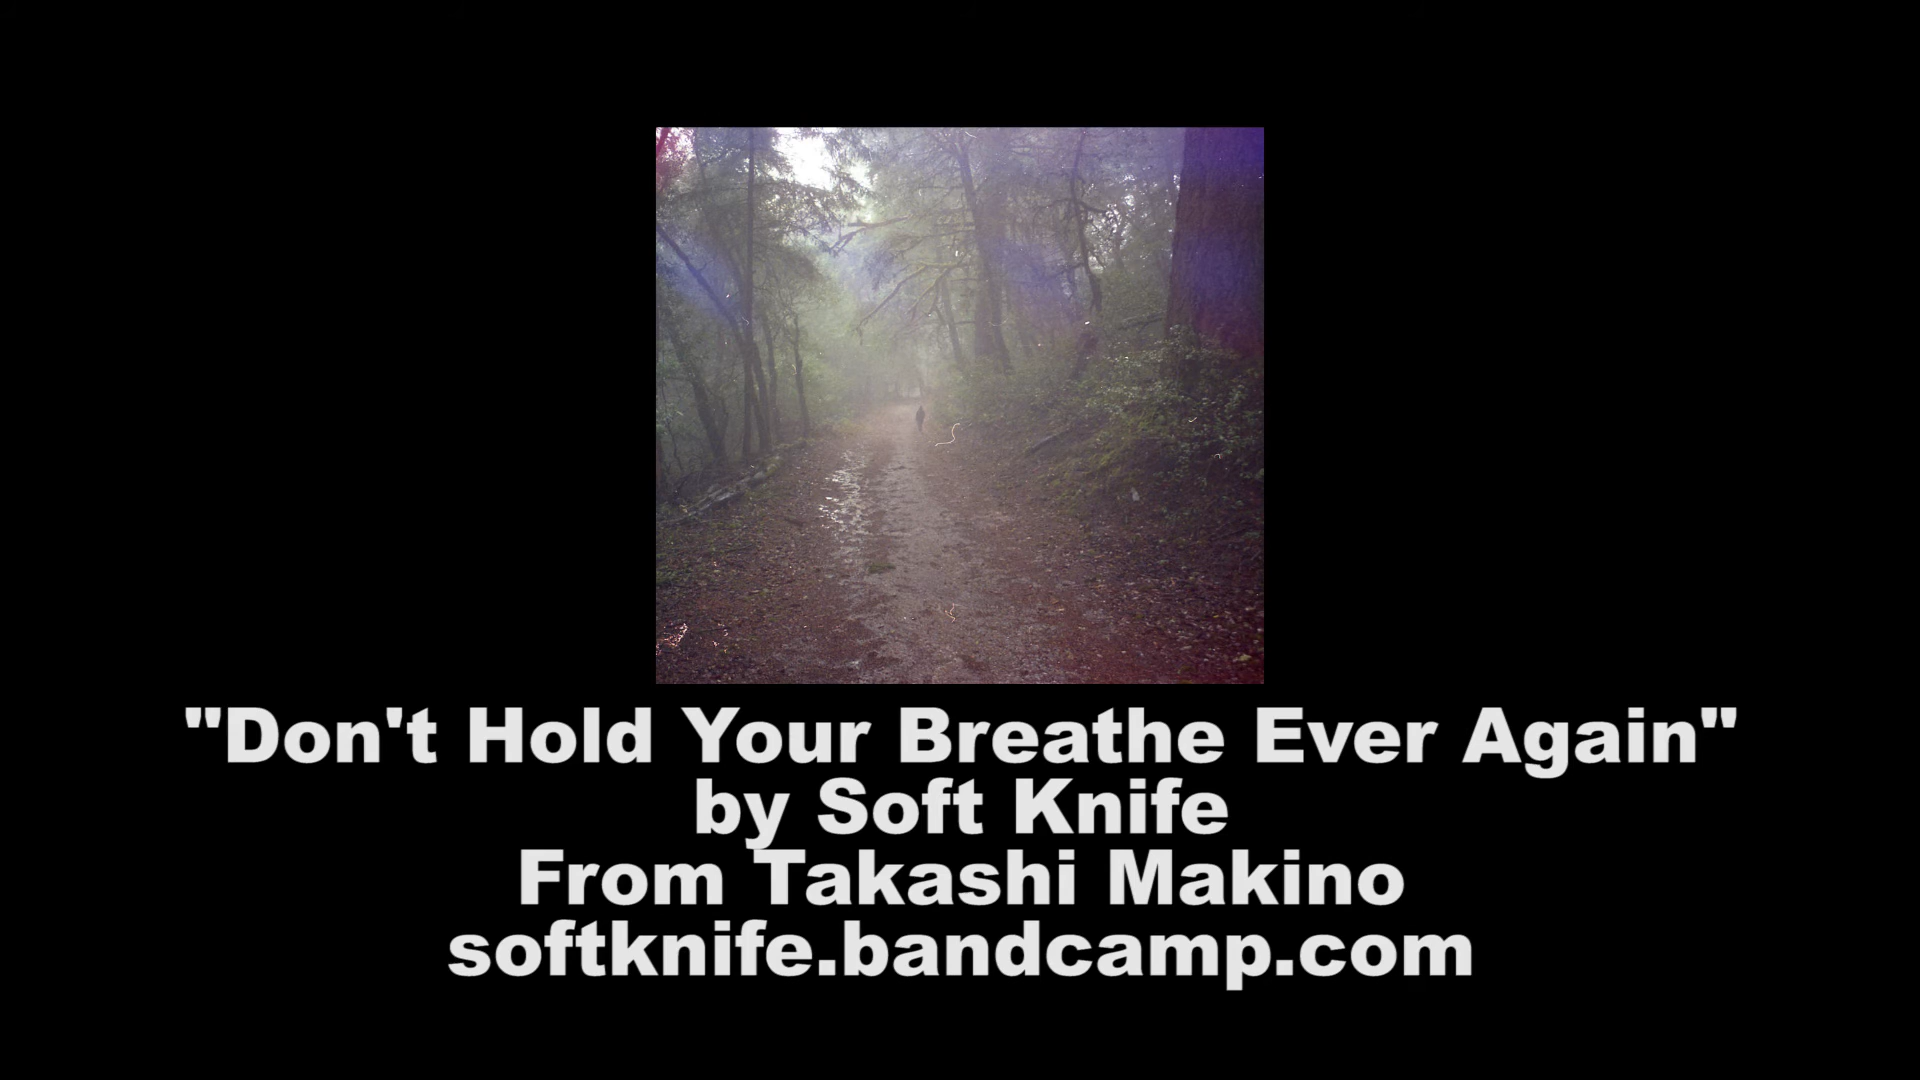 "Don't Hold Your Breathe Ever Again"
by Soft Knife
From Takashi Makino
softknife.bandcamp.com